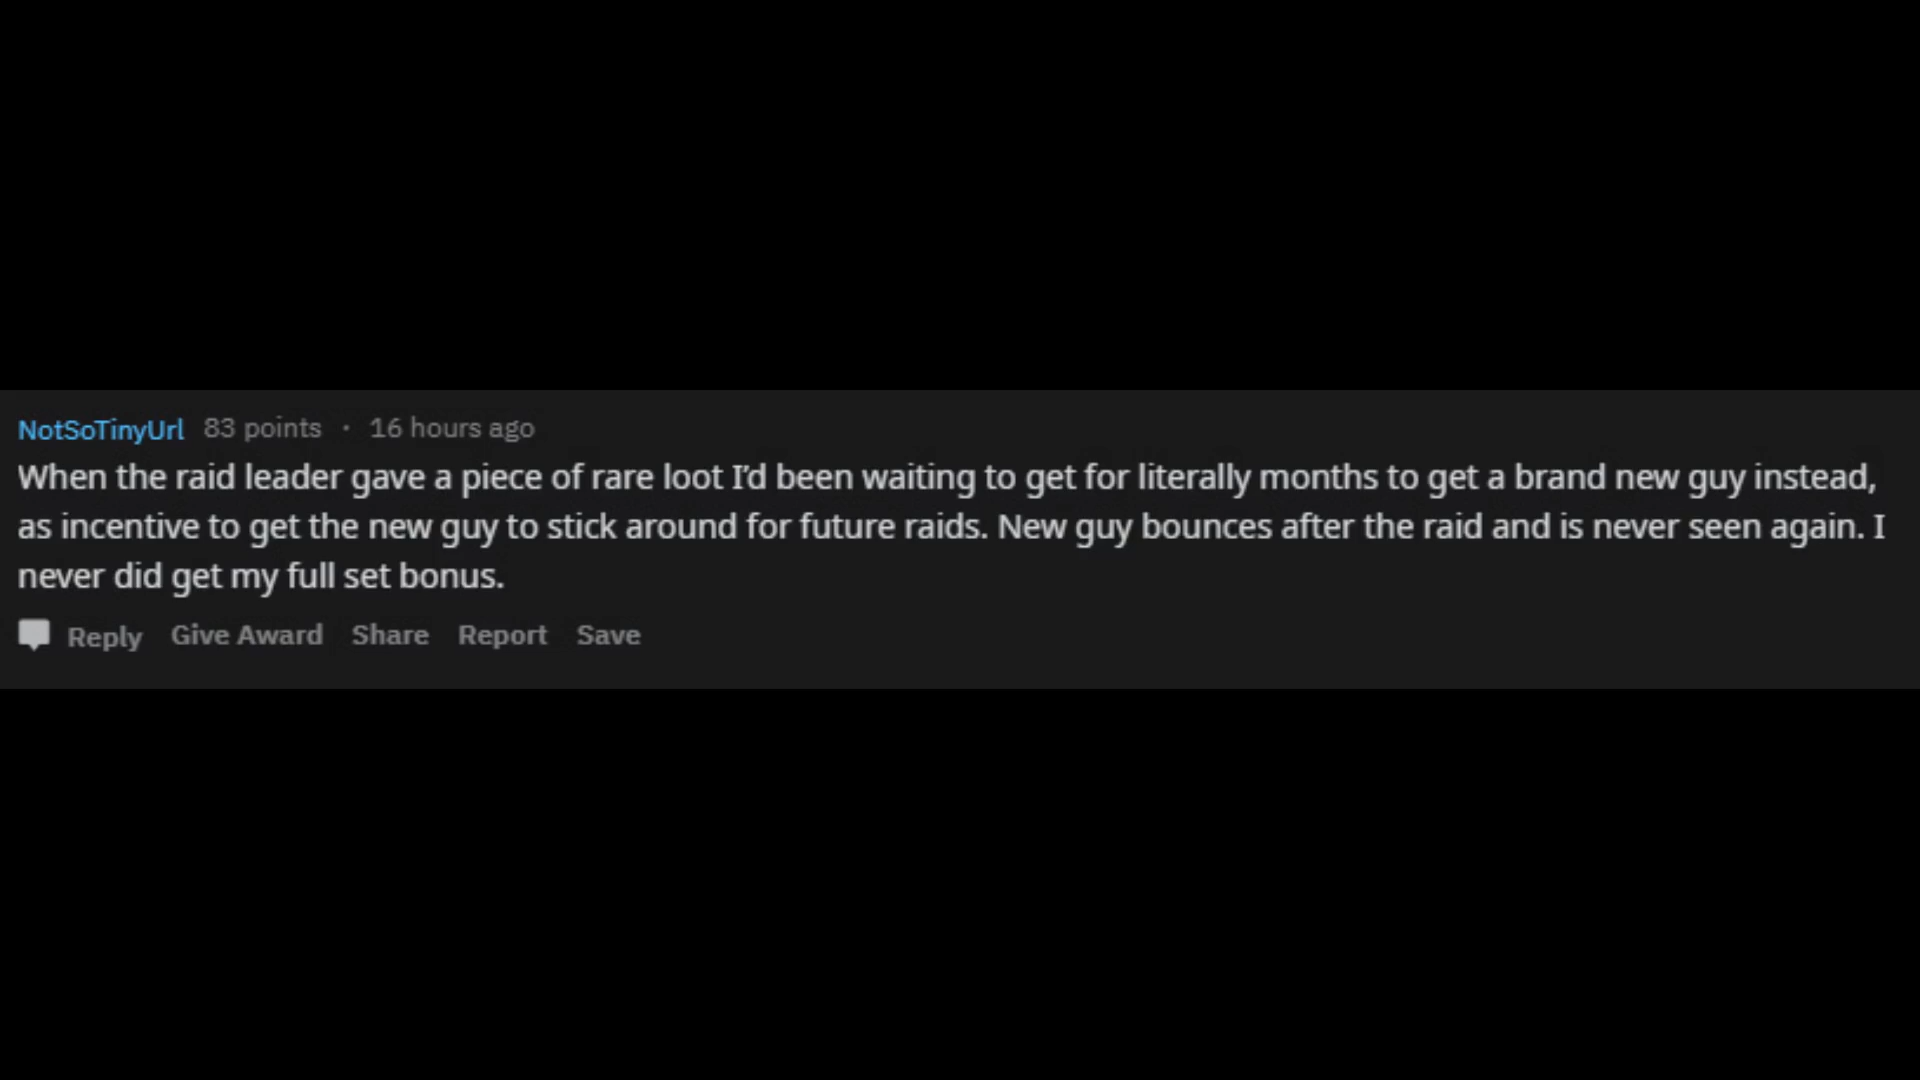 NotSoTinyUrl 83 points · 16 hours ago
When the raid leader gave a piece of rare loot I'd been waiting to get for literally months to get a brand new guy instead,
as incentive to get the new guy to stick around for future raids. New guy bounces after the raid and is never seen again. I
never did get my full set bonus.
Reply Give Award Share Report Save